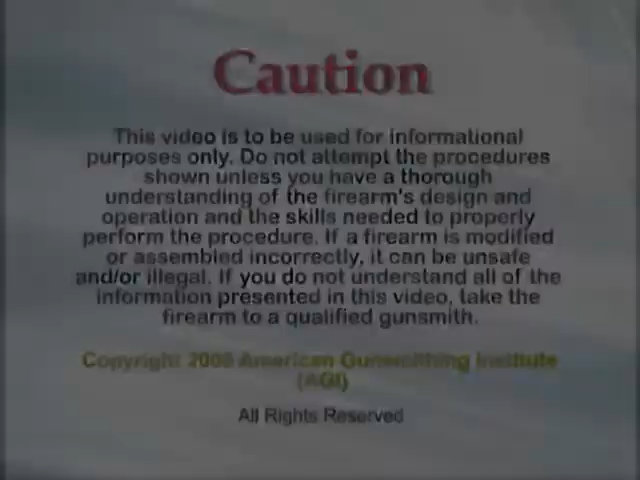 Caution
This video is to be used for informational
purposes only. Do not attempt the procedures
shown unless you have a thorough
understanding of the firearm's design and
operation and the skills needed to properly
perform the procedure. If a firearm is modified
or assembled incorrectly, it can be unsafe
and/or illegal. If you do not understand all of the
information presented in this video, take the
firearm to a qualified gunsmith.
Copyright 2006 American Gunsmithing Institute
(AGI)
All Rights Reserved